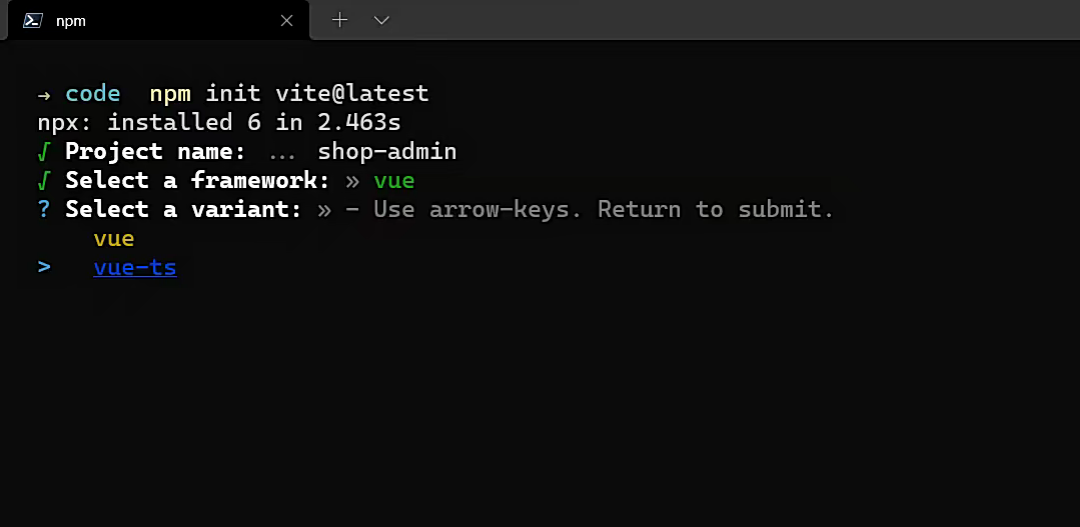 npm
→ code  npm init vite@latest
npx: installed 6 in 2.463s
√ Project name: ... shop-admin
√ Select a framework: » vue
? Select a variant: » - Use arrow-keys. Return to submit.
vue
> vue-ts